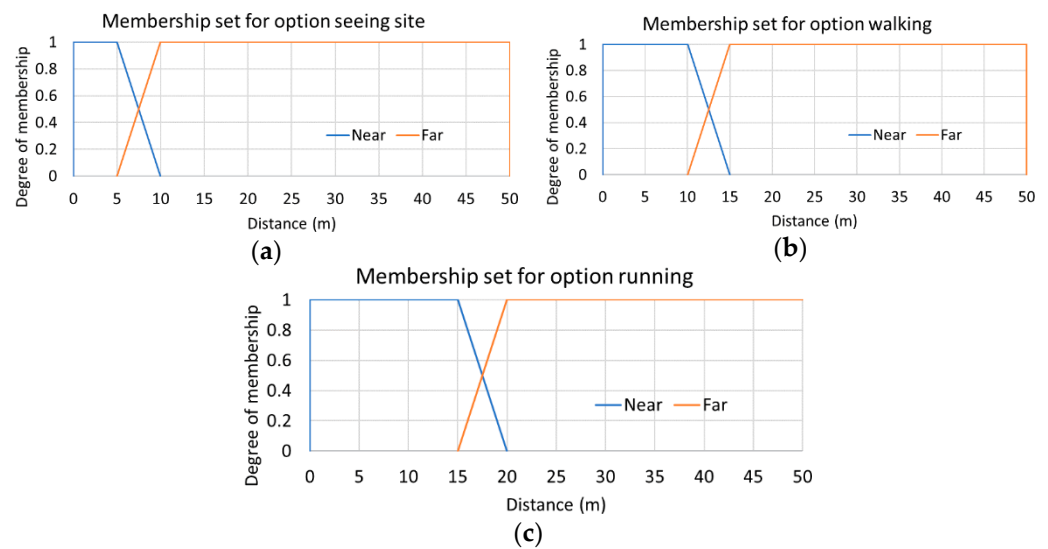 Membership set for option seeing site
Degree of membership
1
0.8
0.6
0.4
0.2
0
Near Far
0 5 10 15 20 25 30 35 40 45 50
Distance (m)
(a)
Membership set for option walking
Degree of membership
1
0.8
0.6
0.4
0.2
0
Near Far
0 5 10 15 20 25 30 35 40 45 50
Distance (m)
(b)
Membership set for option running
Degree of membership
1
0.8
0.6
0.4
0.2
0
Near Far
0 5 10 15 20 25 30 35 40 45 50
Distance (m)
(c)